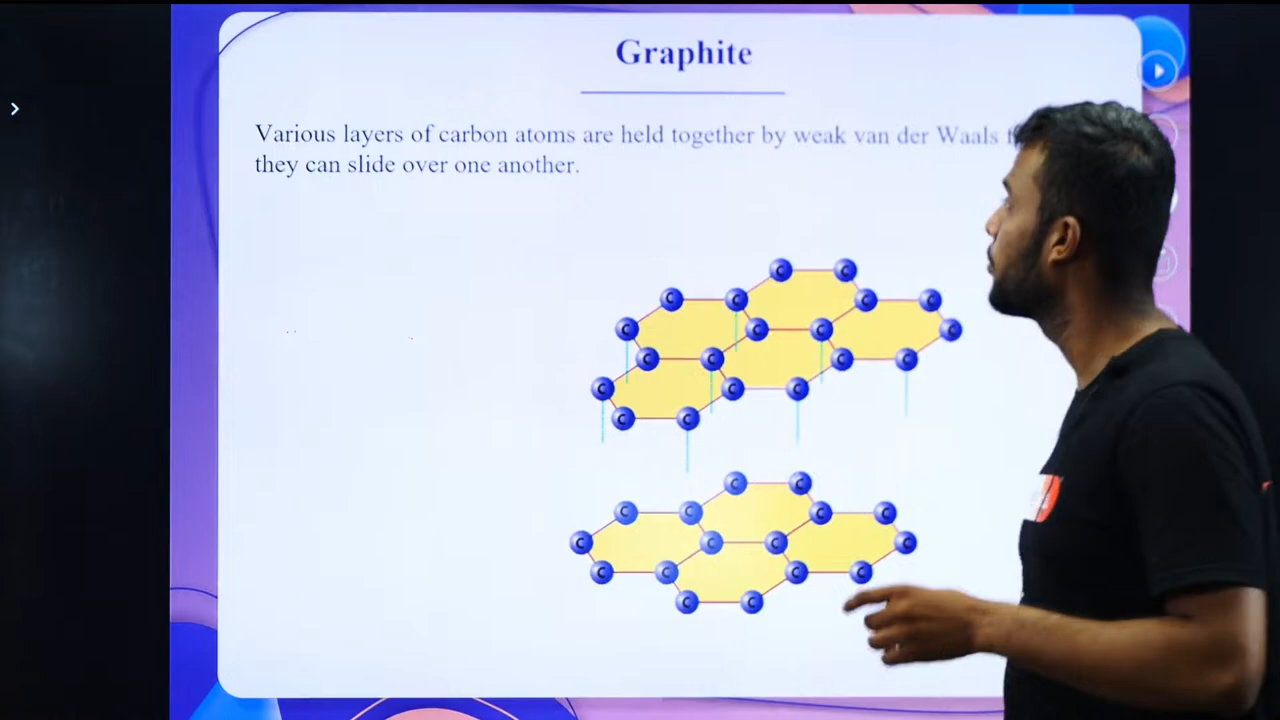 Graphite
Various layers of carbon atoms are held together by weak van der Waals
they can slide over one another.
C C
C C C C
C C C C
C C C C
C C C
C C
C C
C C C C
C C C C
C C C C
C C